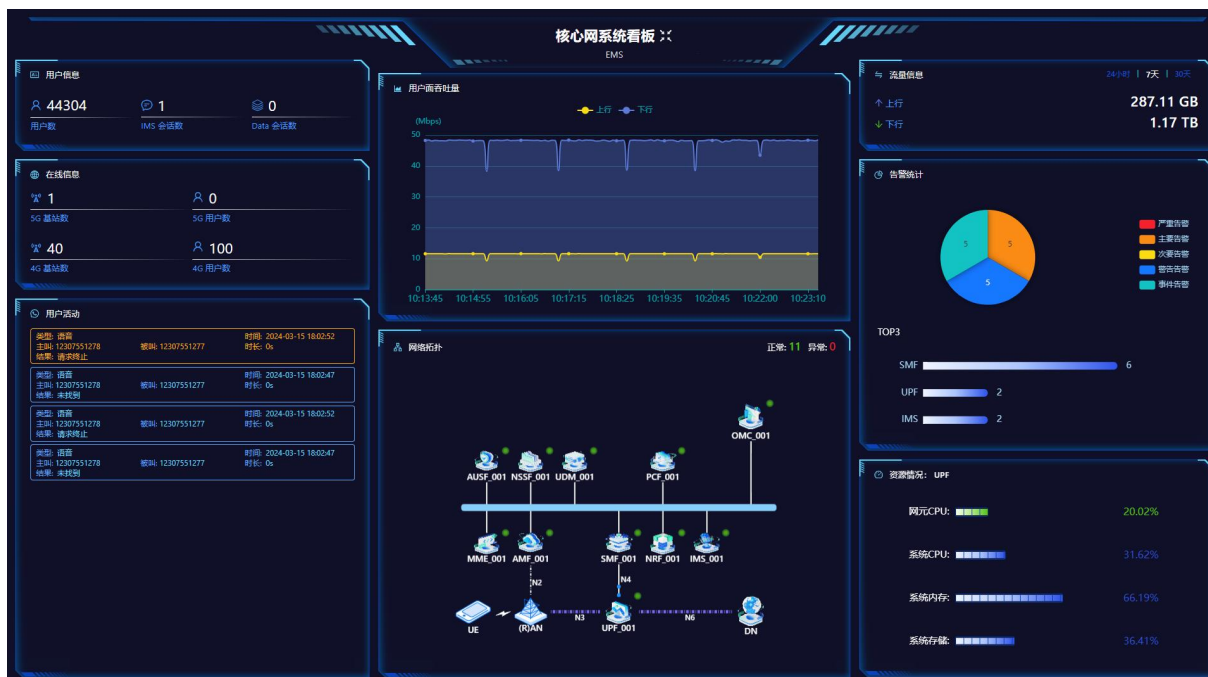 核心网系统看板
EMS
用户信息
44304
用户数
1
IMS 会话数
0
Data 会话数
在线信息
1
5G 基站数
0
5G 用户数
40
4G 基站数
100
4G 用户数
用户活动
类型: 语音 时间: 2024-03-15 18:02:52
主叫: 12307551278 被叫: 12307551277 时长: 0s
结果: 请求终止
类型: 语音 时间: 2024-03-15 18:02:47
主叫: 12307551278 被叫: 12307551277 时长: 0s
结果: 未找到
类型: 语音 时间: 2024-03-15 18:02:52
主叫: 12307551278 被叫: 12307551277 时长: 0s
结果: 请求终止
类型: 语音 时间: 2024-03-15 18:02:47
主叫: 12307551278 被叫: 12307551277 时长: 0s
结果: 未找到
用户面吞吐量
上行 下行
(Mbps)
50
40
30
20
10
0
10:13:45 10:14:55 10:16:05 10:17:15 10:18:25 10:19:35 10:20:45 10:22:00 10:23:10
网络拓扑 正常: 11 异常: 0
OMC_001
AUSF_001 NSSF_001 UDM_001 PCF_001
MME_001 AMF_001 SMF_001 NRF_001 IMS_001
N2 N4
N3 N6
UE (R)AN UPF_001 DN
流量信息 24小时 | 7天 | 30天
上行 287.11 GB
下行 1.17 TB
告警统计
5 5
5
严重告警
主要告警
次要告警
警告告警
事件告警
TOP3
SMF 6
UPF 2
IMS 2
资源情况: UPF
网元CPU: 20.02%
系统CPU: 31.62%
系统内存: 66.19%
系统存储: 36.41%